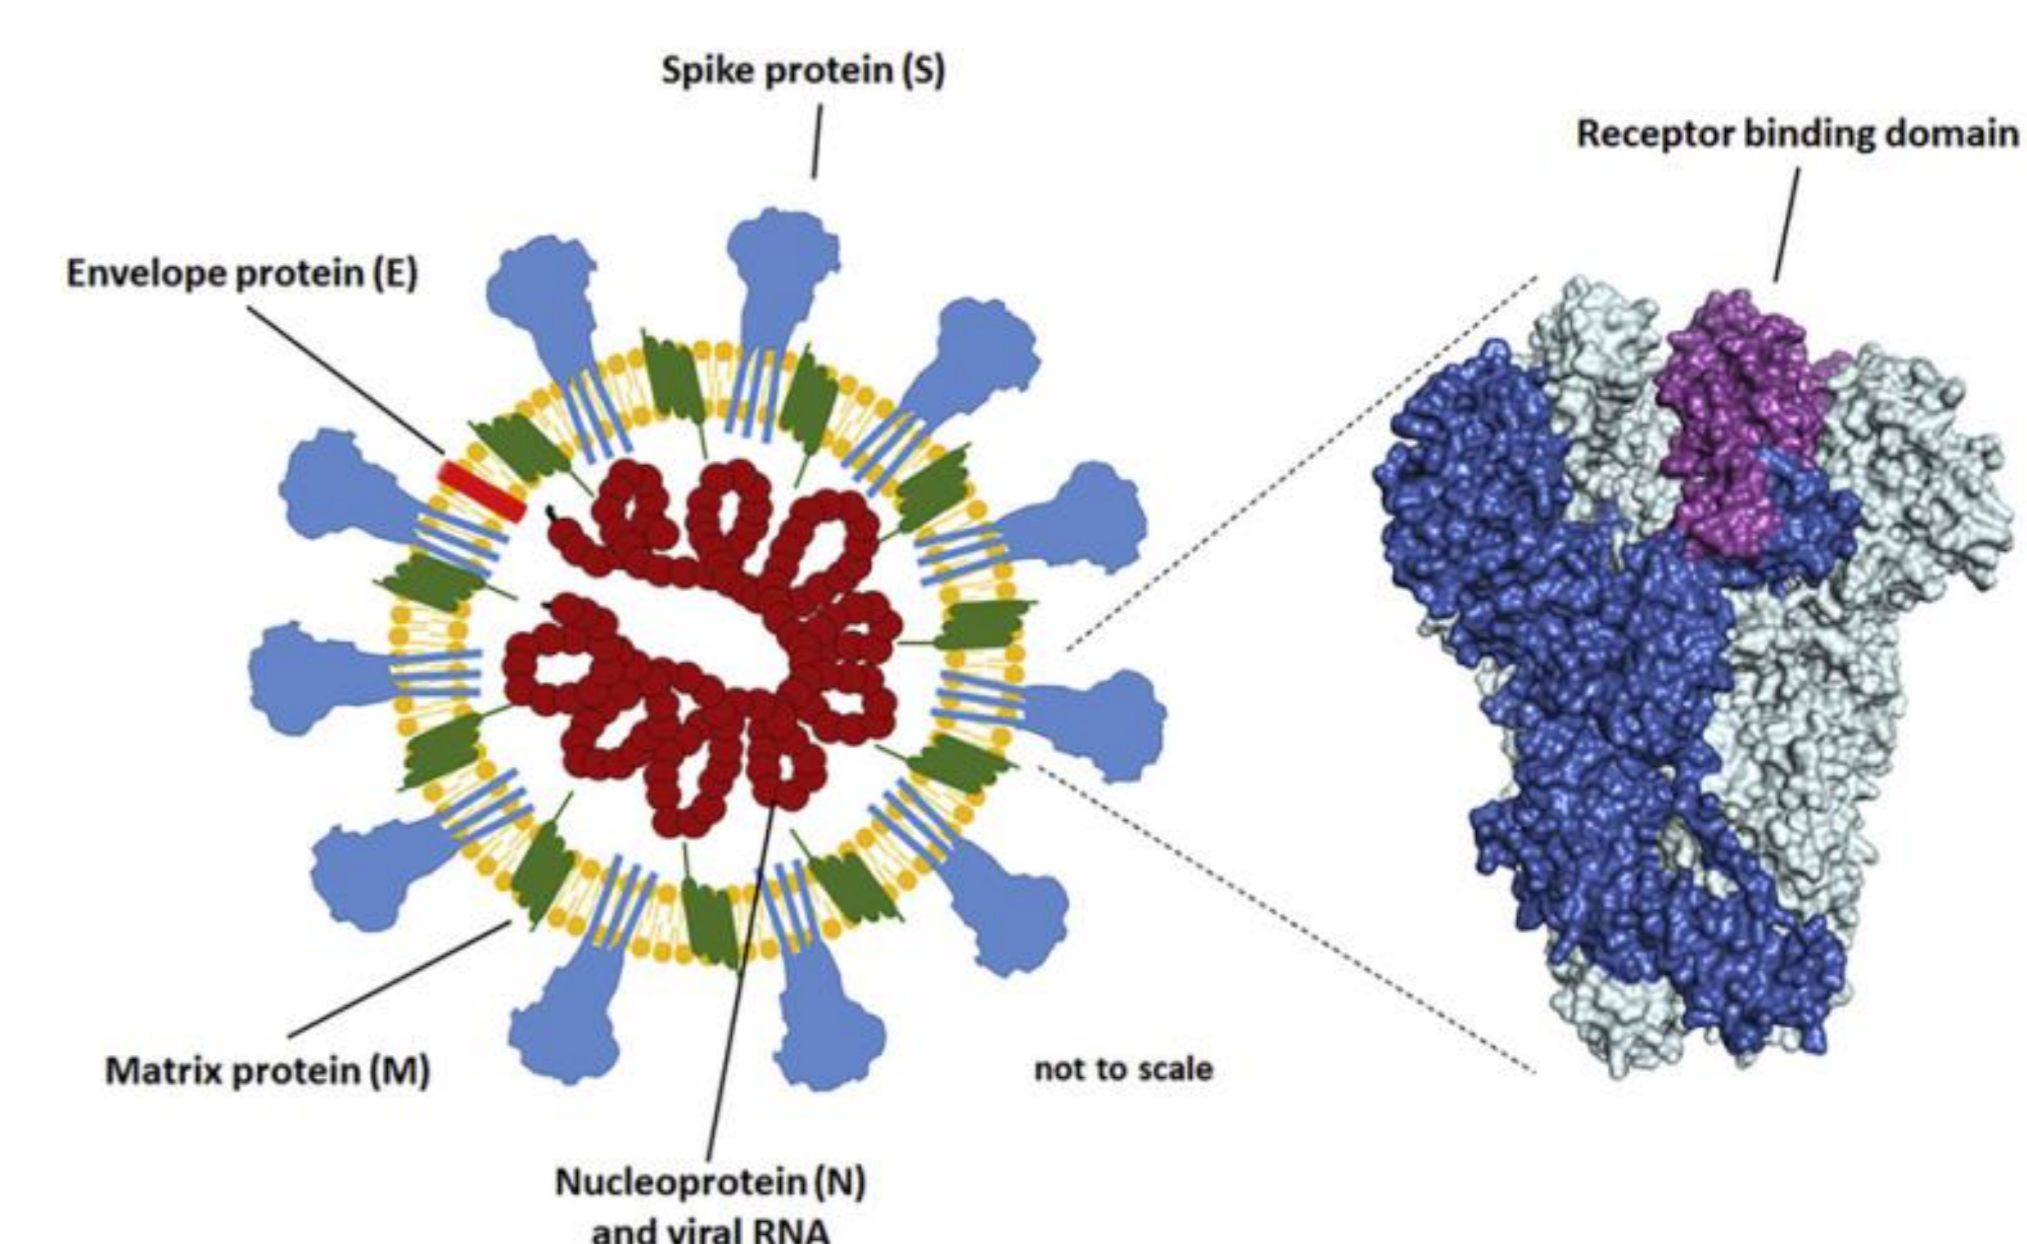 Spike protein (S)
Receptor binding domain
Envelope protein (E)
Matrix protein (M)
not to scale
Nucleoprotein (N)
and viral RNA